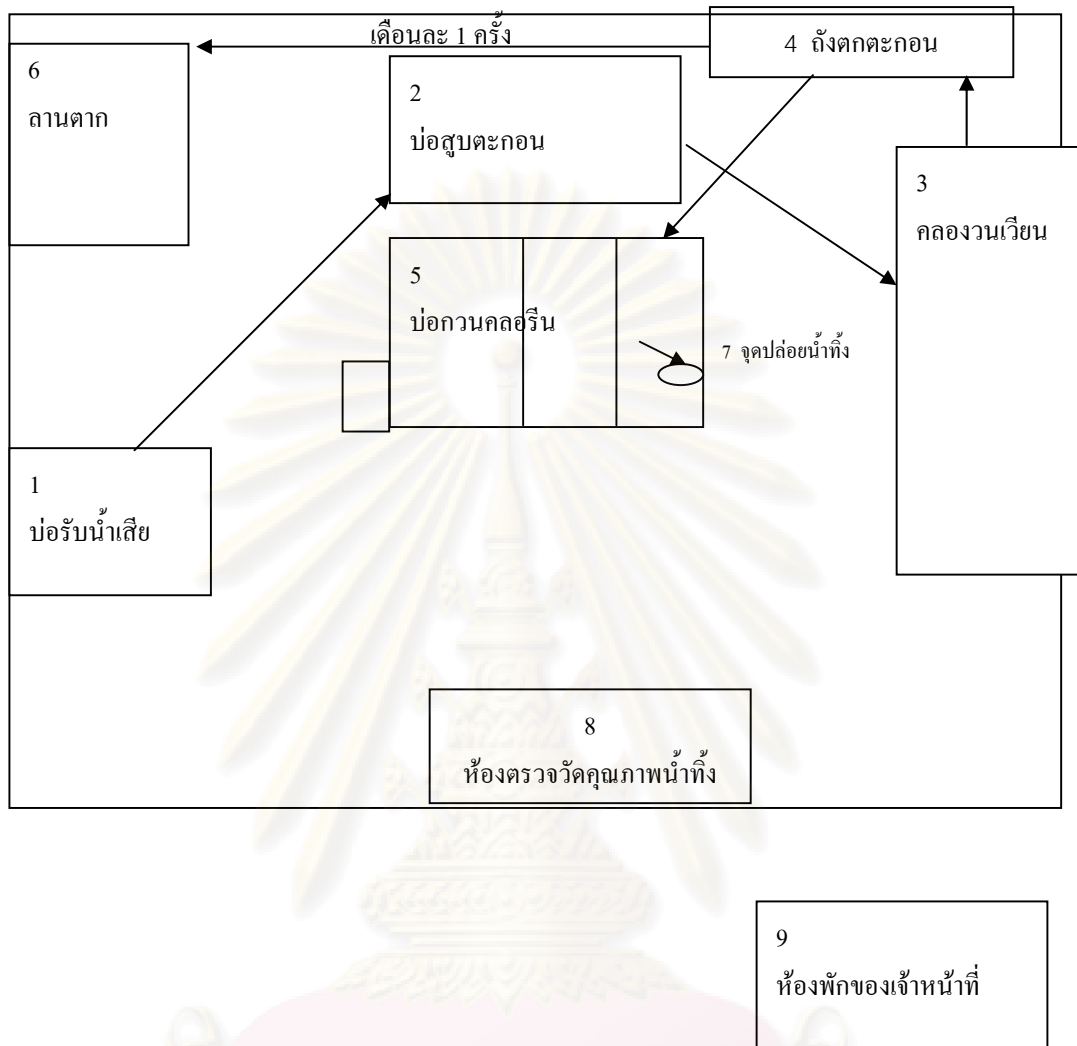 เดือนละ 1 ครั้ง
4 ถังตกตะกอน
6
ลานตาก
2
บ่อสูบตะกอน
3
คลองวนเวียน
5
บ่อกวนคลอรีน
7 จุดปล่อยน้ำทิ้ง
1
บ่อรับน้ำเสีย
8
ห้องตรวจวัดคุณภาพน้ำทิ้ง
9
ห้องพักของเจ้าหน้าที่